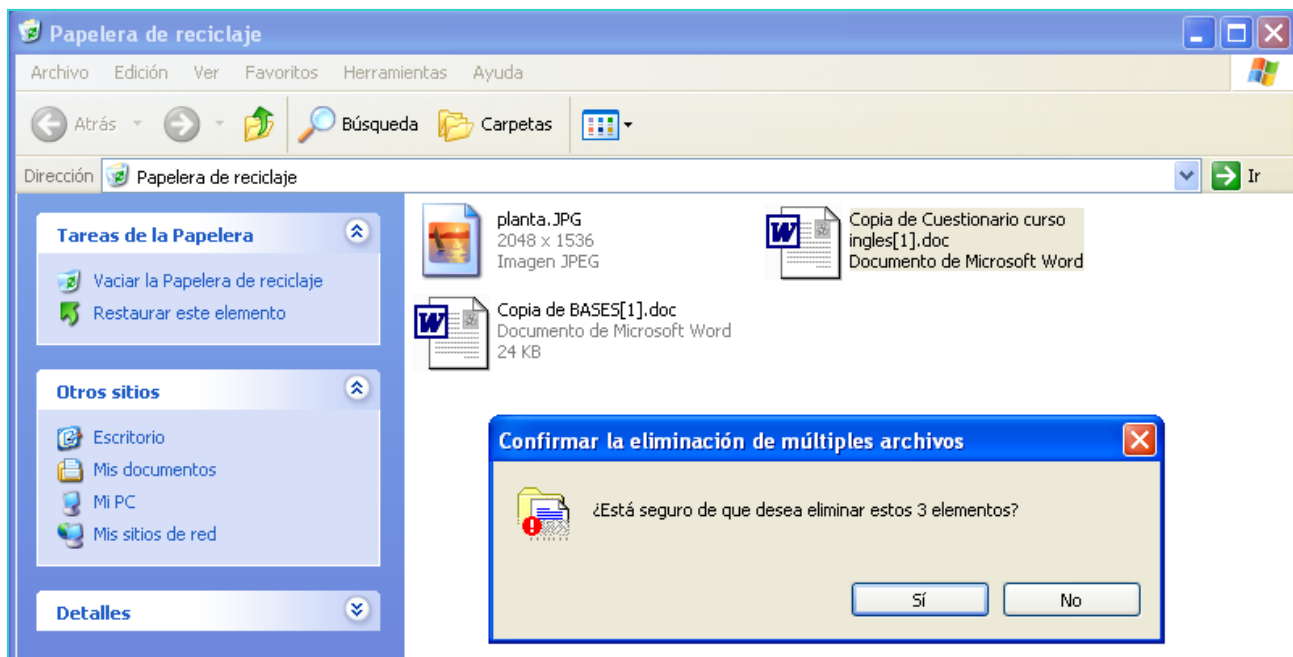 Papelera de reciclaje
Archivo Edición Ver Favoritos Herramientas Ayuda
Atrás Búsqueda Carpetas
Dirección Papelera de reciclaje Ir
Tareas de la Papelera
Vaciar la Papelera de reciclaje
Restaurar este elemento
Otros sitios
Escritorio
Mis documentos
Mi PC
Mis sitios de red
Detalles
planta.JPG
2048 x 1536
Imagen JPEG
Copia de Cuestionario curso
ingles[1].doc
Documento de Microsoft Word
Copia de BASES[1].doc
Documento de Microsoft Word
24 KB
Confirmar la eliminación de múltiples archivos
¿Está seguro de que desea eliminar estos 3 elementos?
Sí No